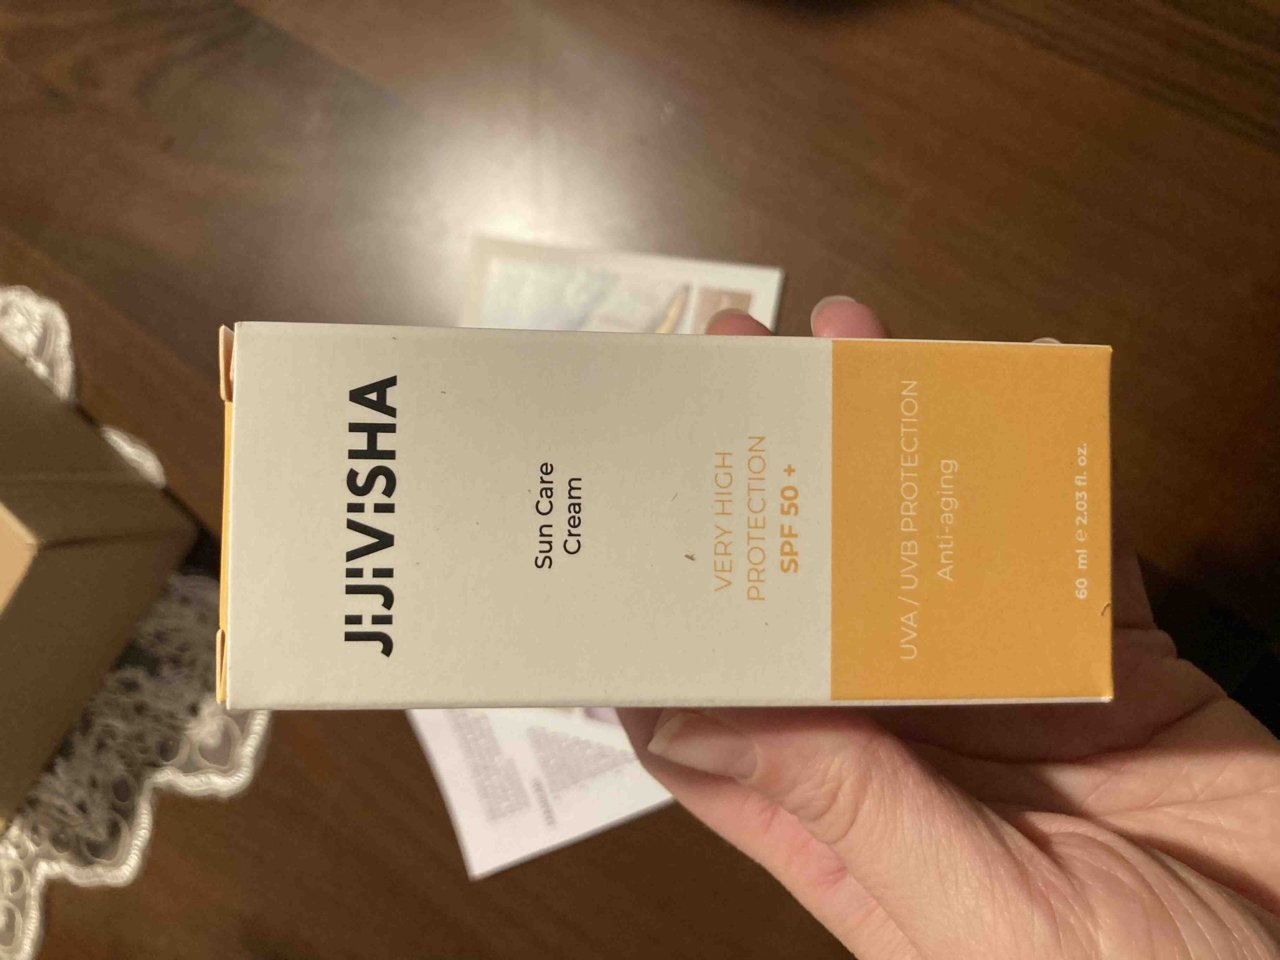 JIJIVISHA
Sun Care
Cream
VERY HIGH
PROTECTION
SPF 50 +
UVA / UVB PROTECTION
Anti-aging
60 ml e 2.03 fl. oz.